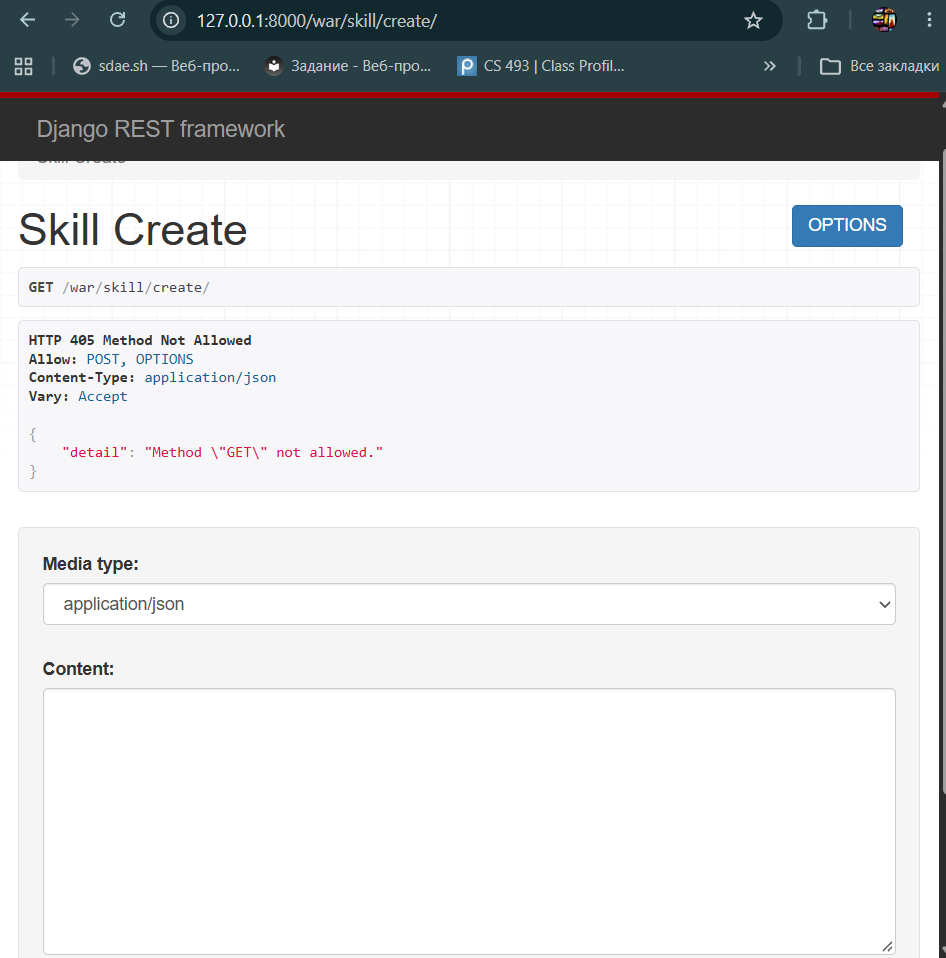 127.0.0.1:8000/war/skill/create/
sdae.sh — Веб-про...
Задание - Веб-про...
CS 493 | Class Profil...
Все закладки
Django REST framework
Skill Create
Skill Create
OPTIONS
GET /war/skill/create/
HTTP 405 Method Not Allowed
Allow: POST, OPTIONS
Content-Type: application/json
Vary: Accept
{
"detail": "Method \"GET\" not allowed."
}
Media type:
application/json
Content: